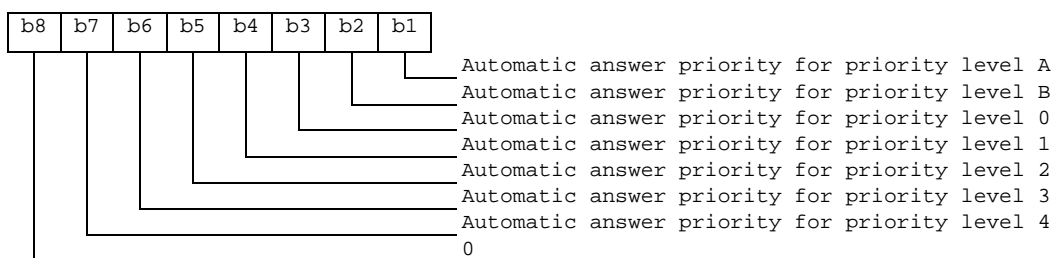 b8 b7 b6 b5 b4 b3 b2 b1
Automatic answer priority for priority level A
Automatic answer priority for priority level B
Automatic answer priority for priority level 0
Automatic answer priority for priority level 1
Automatic answer priority for priority level 2
Automatic answer priority for priority level 3
Automatic answer priority for priority level 4
0